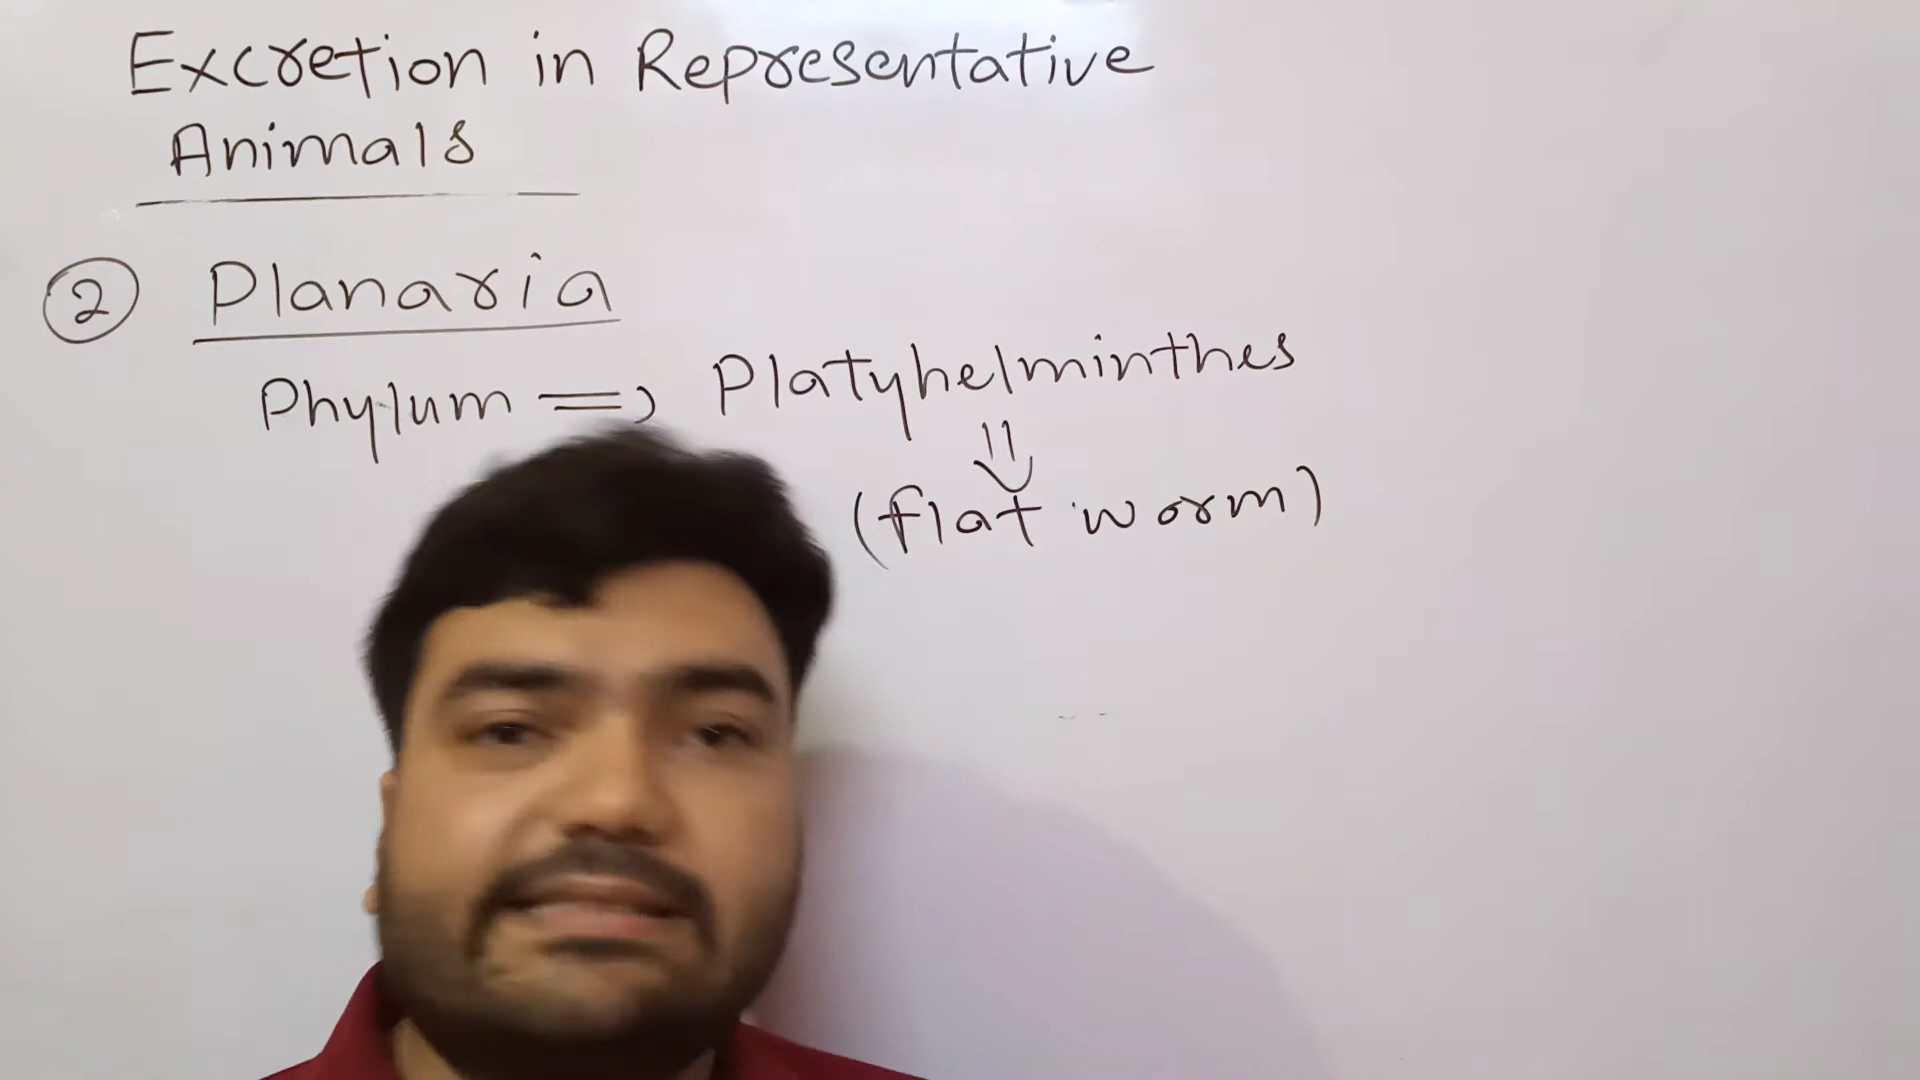 Excretion in Representative
Animals
② Planaria
Phylum => Platyhelminthes
(flat worm)